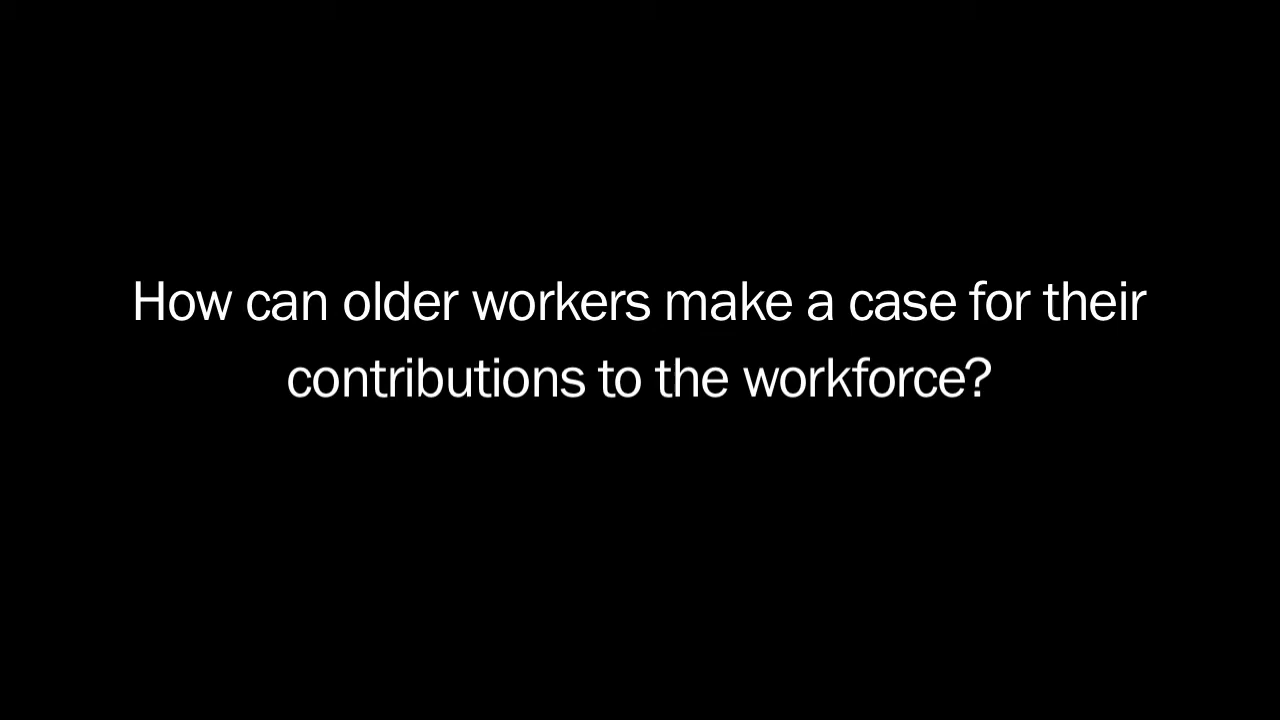 How can older workers make a case for their
contributions to the workforce?